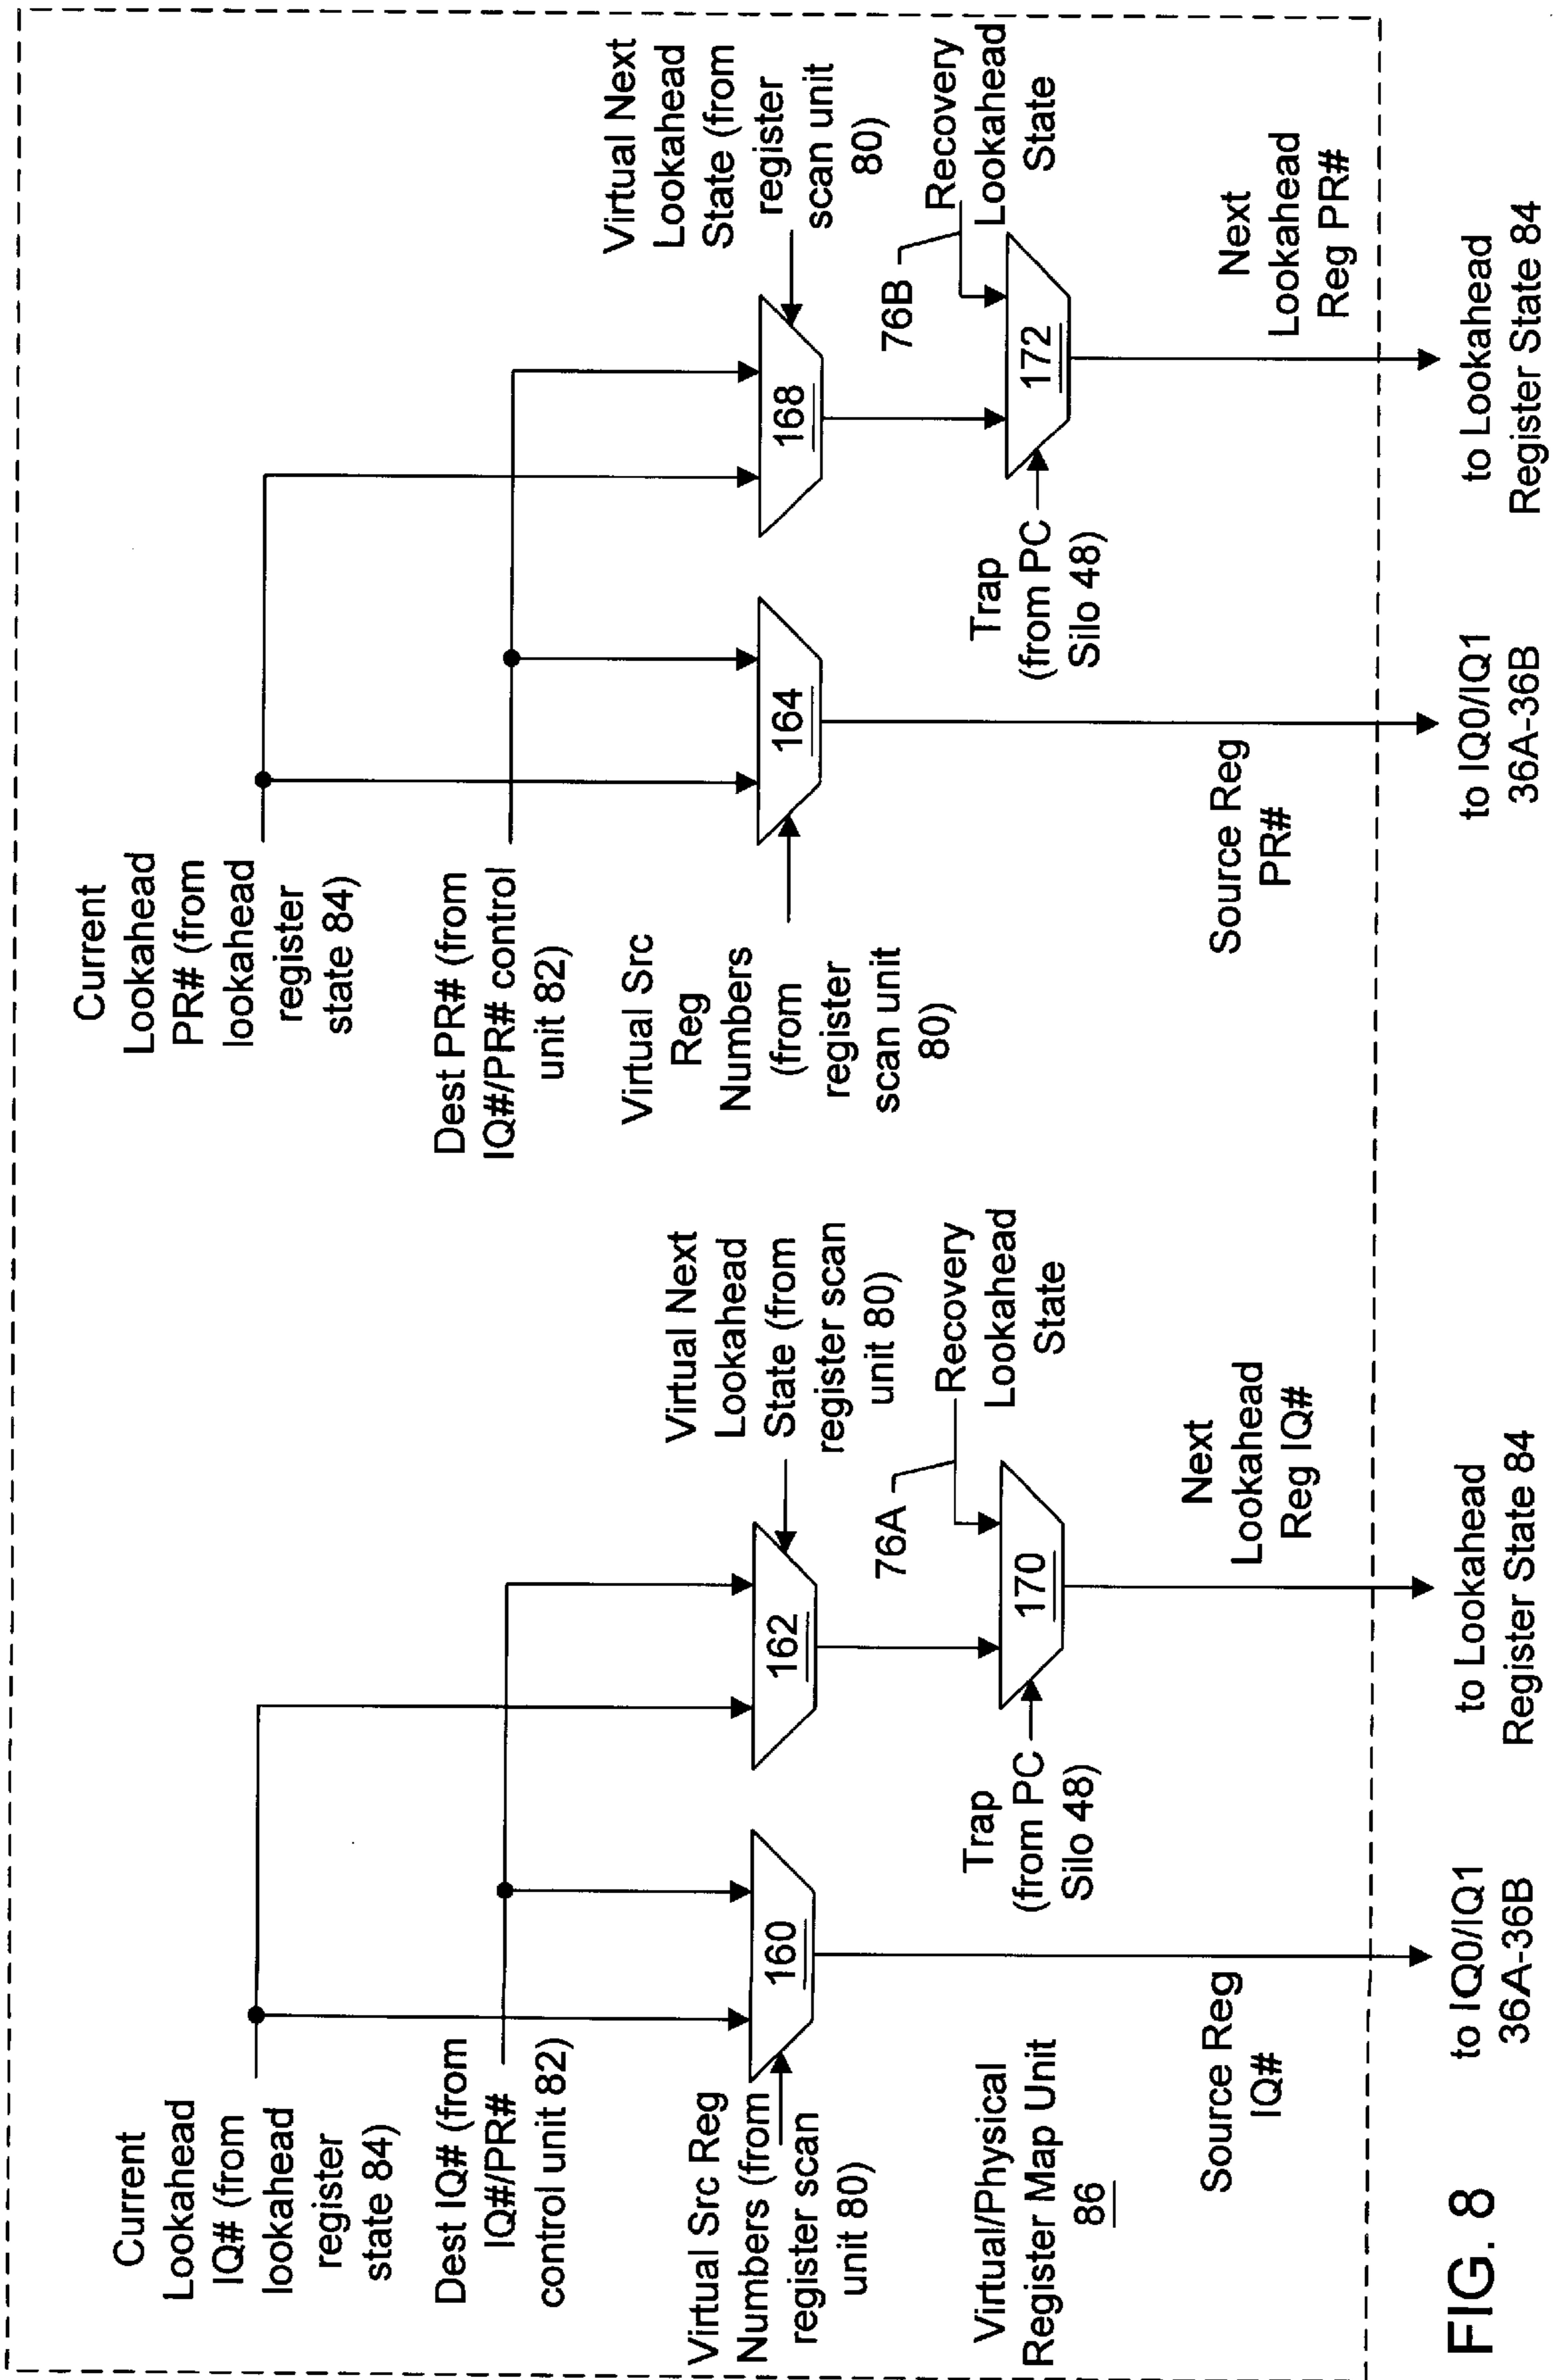 Current
Lookahead
IQ# (from
lookahead
register
state 84)
Dest IQ# (from
IQ#/PR#
control unit 82)
Virtual Src Reg
Numbers (from
register scan
unit 80)
160
162
Virtual Next
Lookahead
State (from
register scan
unit 80)
76A
Recovery
Lookahead
State
Trap
(from PC
Silo 48)
170
Virtual/Physical
Register Map Unit
86
Source Reg
IQ#
Next
Lookahead
Reg IQ#
to IQ0/IQ1
36A-36B
to Lookahead
Register State 84
Current
Lookahead
PR# (from
lookahead
register
state 84)
Dest PR# (from
IQ#/PR# control
unit 82)
Virtual Src
Reg
Numbers
(from
register
scan unit
80)
164
168
Virtual Next
Lookahead
State (from
register
scan unit
80)
76B
Recovery
Lookahead
State
Trap
(from PC
Silo 48)
172
Source Reg
PR#
Next
Lookahead
Reg PR#
to IQ0/IQ1
36A-36B
to Lookahead
Register State 84
FIG. 8